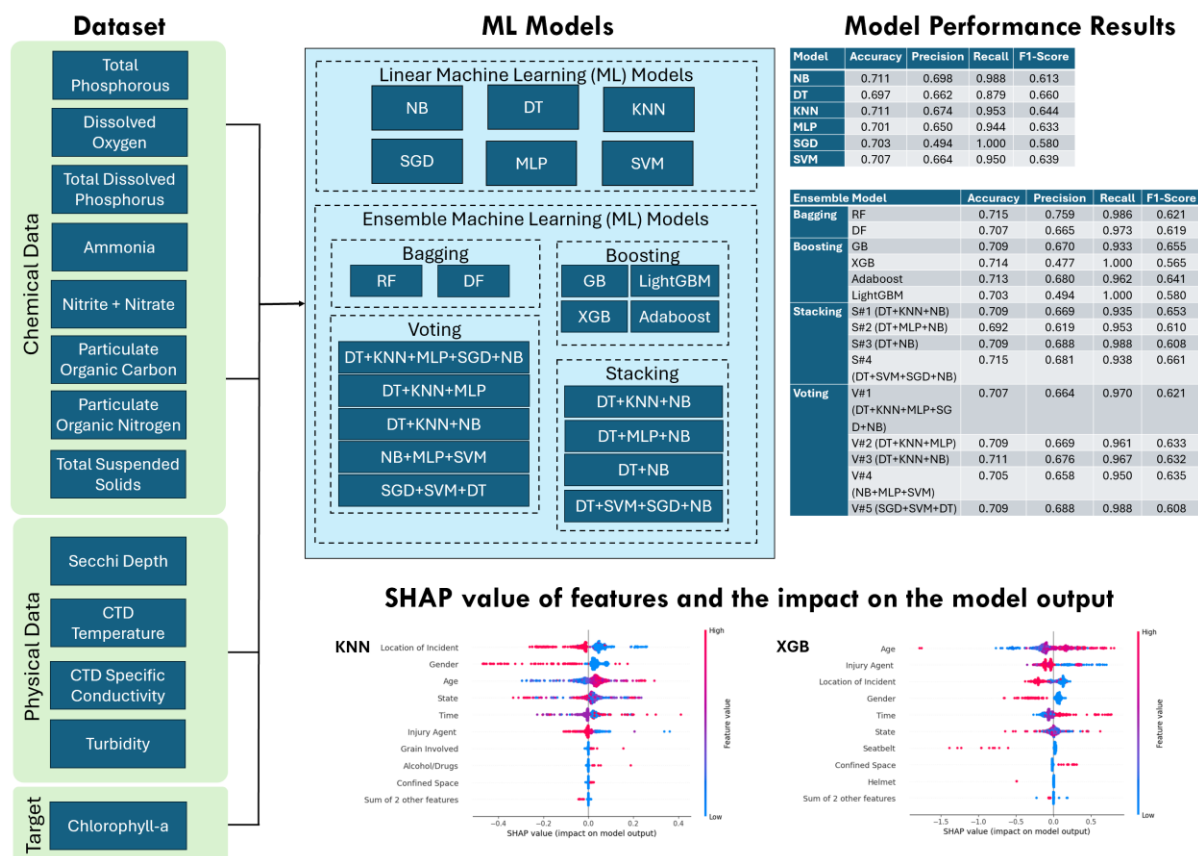 Dataset
ML Models
Model Performance Results
Chemical Data
Total
Phosphorous
Dissolved
Oxygen
Total Dissolved
Phosphorus
Ammonia
Nitrite + Nitrate
Particulate
Organic Carbon
Particulate
Organic Nitrogen
Total Suspended
Solids
Physical Data
Secchi Depth
CTD
Temperature
CTD Specific
Conductivity
Turbidity
Target
Chlorophyll-a
Linear Machine Learning (ML) Models
NB DT KNN
SGD MLP SVM
Ensemble Machine Learning (ML) Models
Bagging
RF DF
Boosting
GB LightGBM
XGB Adaboost
Voting
DT+KNN+MLP+SGD+NB
DT+KNN+MLP
DT+KNN+NB
NB+MLP+SVM
SGD+SVM+DT
Stacking
DT+KNN+NB
DT+MLP+NB
DT+NB
DT+SVM+SGD+NB
Model Accuracy Precision Recall F1-Score
NB 0.711 0.698 0.988 0.613
DT 0.697 0.662 0.879 0.660
KNN 0.711 0.674 0.953 0.644
MLP 0.701 0.650 0.944 0.633
SGD 0.703 0.494 1.000 0.580
SVM 0.707 0.664 0.950 0.639
Ensemble Model Accuracy Precision Recall F1-Score
Bagging RF 0.715 0.759 0.986 0.621
DF 0.707 0.665 0.973 0.619
Boosting GB 0.709 0.670 0.933 0.655
XGB 0.714 0.477 1.000 0.565
Adaboost 0.713 0.680 0.962 0.641
LightGBM 0.703 0.494 1.000 0.580
Stacking S#1 (DT+KNN+NB) 0.709 0.669 0.935 0.653
S#2 (DT+MLP+NB) 0.692 0.619 0.953 0.610
S#3 (DT+NB) 0.709 0.688 0.988 0.608
S#4 0.715 0.681 0.938 0.661
(DT+SVM+SGD+NB)
Voting V#1 0.707 0.664 0.970 0.621
(DT+KNN+MLP+SG
D+NB)
V#2 (DT+KNN+MLP) 0.709 0.669 0.961 0.633
V#3 (DT+KNN+NB) 0.711 0.676 0.967 0.632
V#4 0.705 0.658 0.950 0.635
(NB+MLP+SVM)
V#5 (SGD+SVM+DT) 0.709 0.688 0.988 0.608
SHAP value of features and the impact on the model output
KNN
Location of Incident
Gender
Age
State
Time
Injury Agent
Grain Involved
Alcohol/Drugs
Confined Space
Sum of 2 other features
-0.4 -0.2 0.0 0.2 0.4
SHAP value (impact on model output)
High
Feature value
Low
XGB
Age
Injury Agent
Location of Incident
Gender
Time
State
Seatbelt
Confined Space
Helmet
Sum of 2 other features
-1.5 -1.0 -0.5 0.0 0.5
SHAP value (impact on model output)
High
Feature value
Low